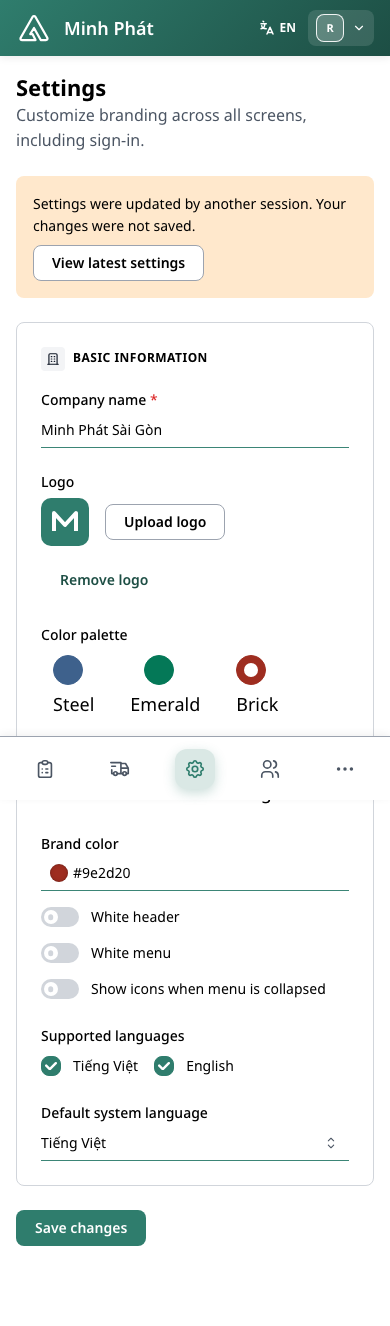 Minh Phát
EN
R
Settings
Customize branding across all screens,
including sign-in.
Settings were updated by another session. Your
changes were not saved.
View latest settings
BASIC INFORMATION
Company name *
Minh Phát Sài Gòn
Logo
Upload logo
Remove logo
Color palette
Steel
Emerald
Brick
Brand color
#9e2d20
White header
White menu
Show icons when menu is collapsed
Supported languages
Tiếng Việt
English
Default system language
Tiếng Việt
Save changes